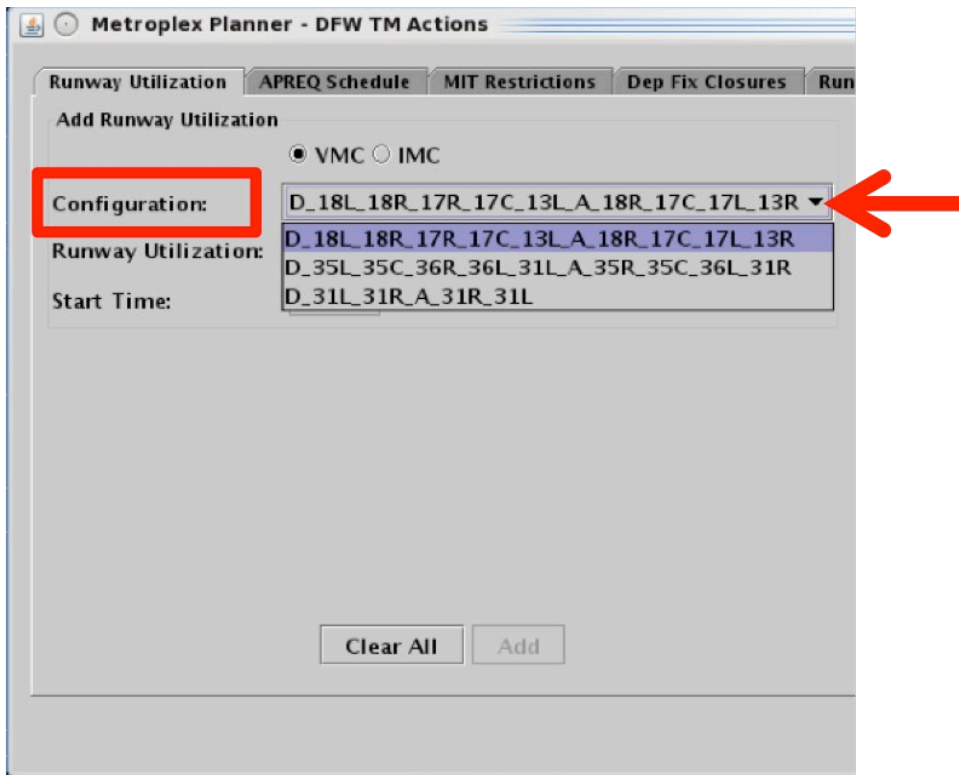 Metroplex Planner - DFW TM Actions
Runway Utilization APREQ Schedule MIT Restrictions Dep Fix Closures Run
Add Runway Utilization
VMC IMC
Configuration: D_18L_18R_17R_17C_13L_A_18R_17C_17L_13R
D_18L_18R_17R_17C_13L_A_18R_17C_17L_13R
Runway Utilization:
D_35L_35C_36R_36L_31L_A_35R_35C_36L_31R
Start Time: D_31L_31R_A_31R_31L
Clear All Add